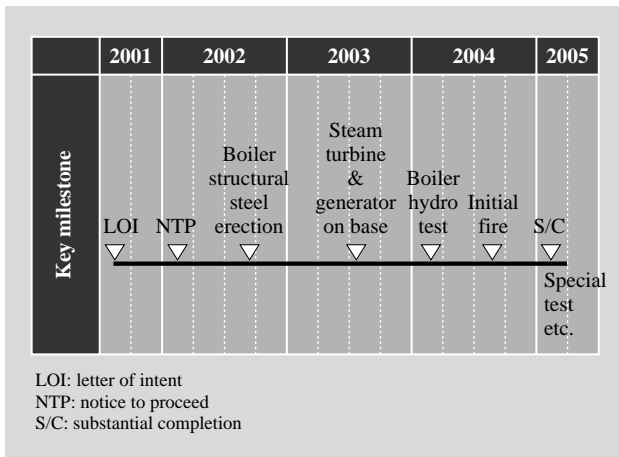 2001 2002 2003 2004 2005
Key milestone
LOI
NTP
Boiler
structural
steel
erection
Steam
turbine
&
generator
on base
Boiler
hydro
test
Initial
fire
S/C
Special
test
etc.
LOI: letter of intent
NTP: notice to proceed
S/C: substantial completion